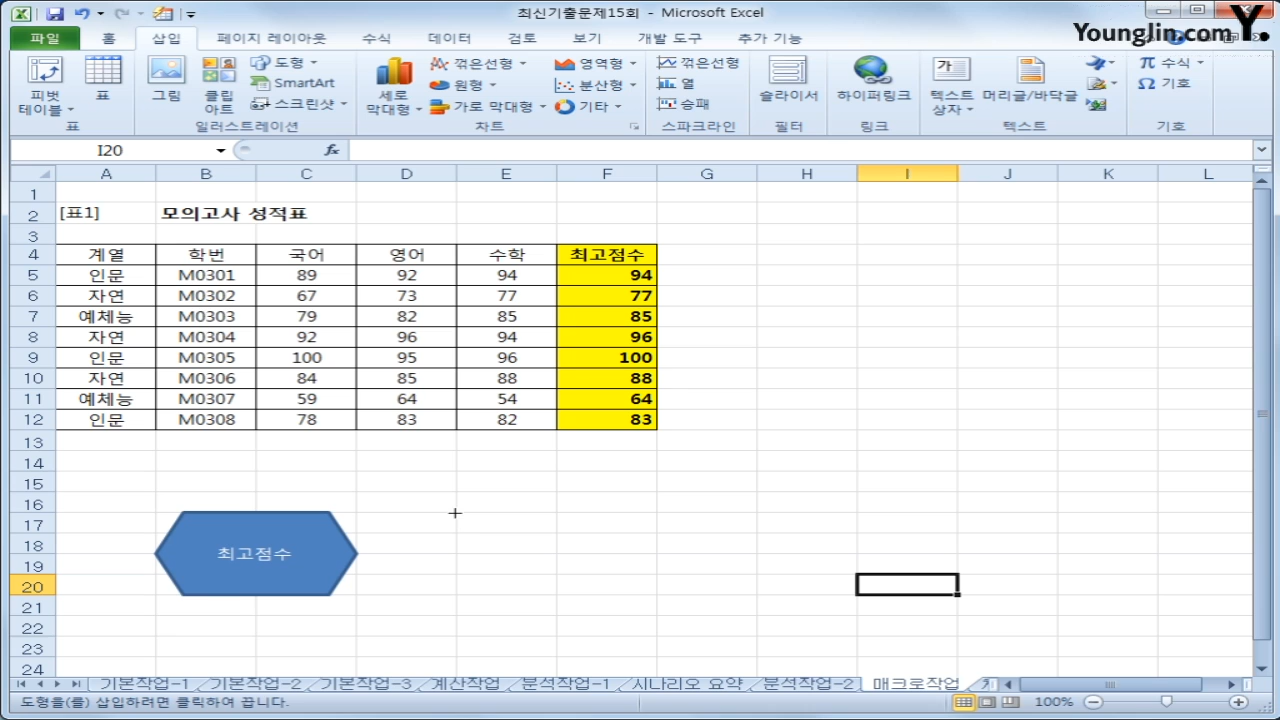 최신기출문제15회 - Microsoft Excel
Younglin.com Y.
파일 홈 삽입 페이지 레이아웃 수식 데이터 검토 보기 개발 도구 추가 기능
피벗 테이블 표 그림 클립 아트 도형 SmartArt 스크린샷 세로 막대형 꺾은선형 원형 가로 막대형 영역형 분산형 기타 꺾은선형 열 승패 슬라이서 하이퍼링크 텍스트 상자 머리글/바닥글 π 수식 Ω 기호
표 일러스트레이션 차트 스파크라인 필터 링크 텍스트 기호
I20 fx
A B C D E F G H I J K L
1
2 [표1] 모의고사 성적표
3
4 계열 학번 국어 영어 수학 최고점수
5 인문 M0301 89 92 94 94
6 자연 M0302 67 73 77 77
7 예체능 M0303 79 82 85 85
8 자연 M0304 92 96 94 96
9 인문 M0305 100 95 96 100
10 자연 M0306 84 85 88 88
11 예체능 M0307 59 64 54 64
12 인문 M0308 78 83 82 83
13
14
15
16
17
18 최고점수
19
20
21
22
23
24
기본작업-1 기본작업-2 기본작업-3 계산작업 분석작업-1 시나리오 요약 분석작업-2 매크로작업
도형을(를) 삽입하려면 클릭하여 끕니다. 100%